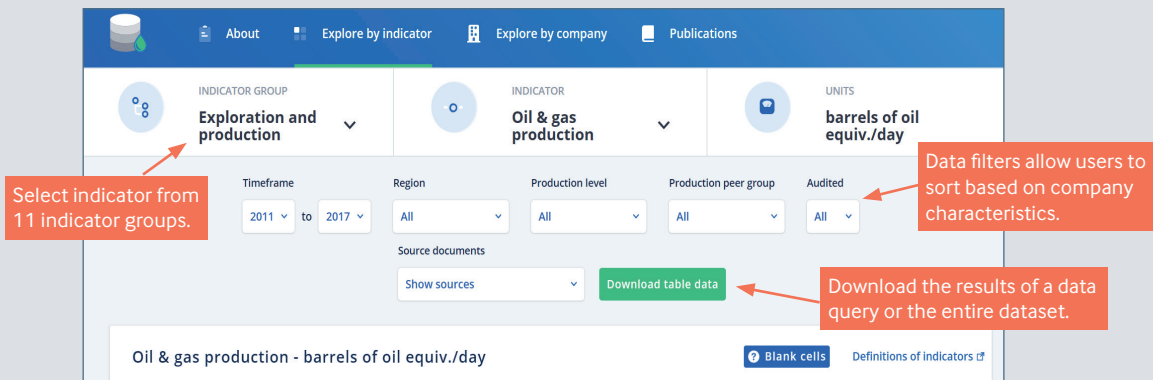 About
Explore by indicator
Explore by company
Publications
INDICATOR GROUP
Exploration and
production
INDICATOR
Oil & gas
production
UNITS
barrels of oil
equiv./day
Select indicator from
11 indicator groups.
Data filters allow users to
sort based on company
characteristics.
Timeframe
2011 to 2017
Region
All
Production level
All
Production peer group
All
Audited
All
Source documents
Show sources
Download table data
Download the results of a data
query or the entire dataset.
Oil & gas production - barrels of oil equiv./day
? Blank cells
Definitions of indicators